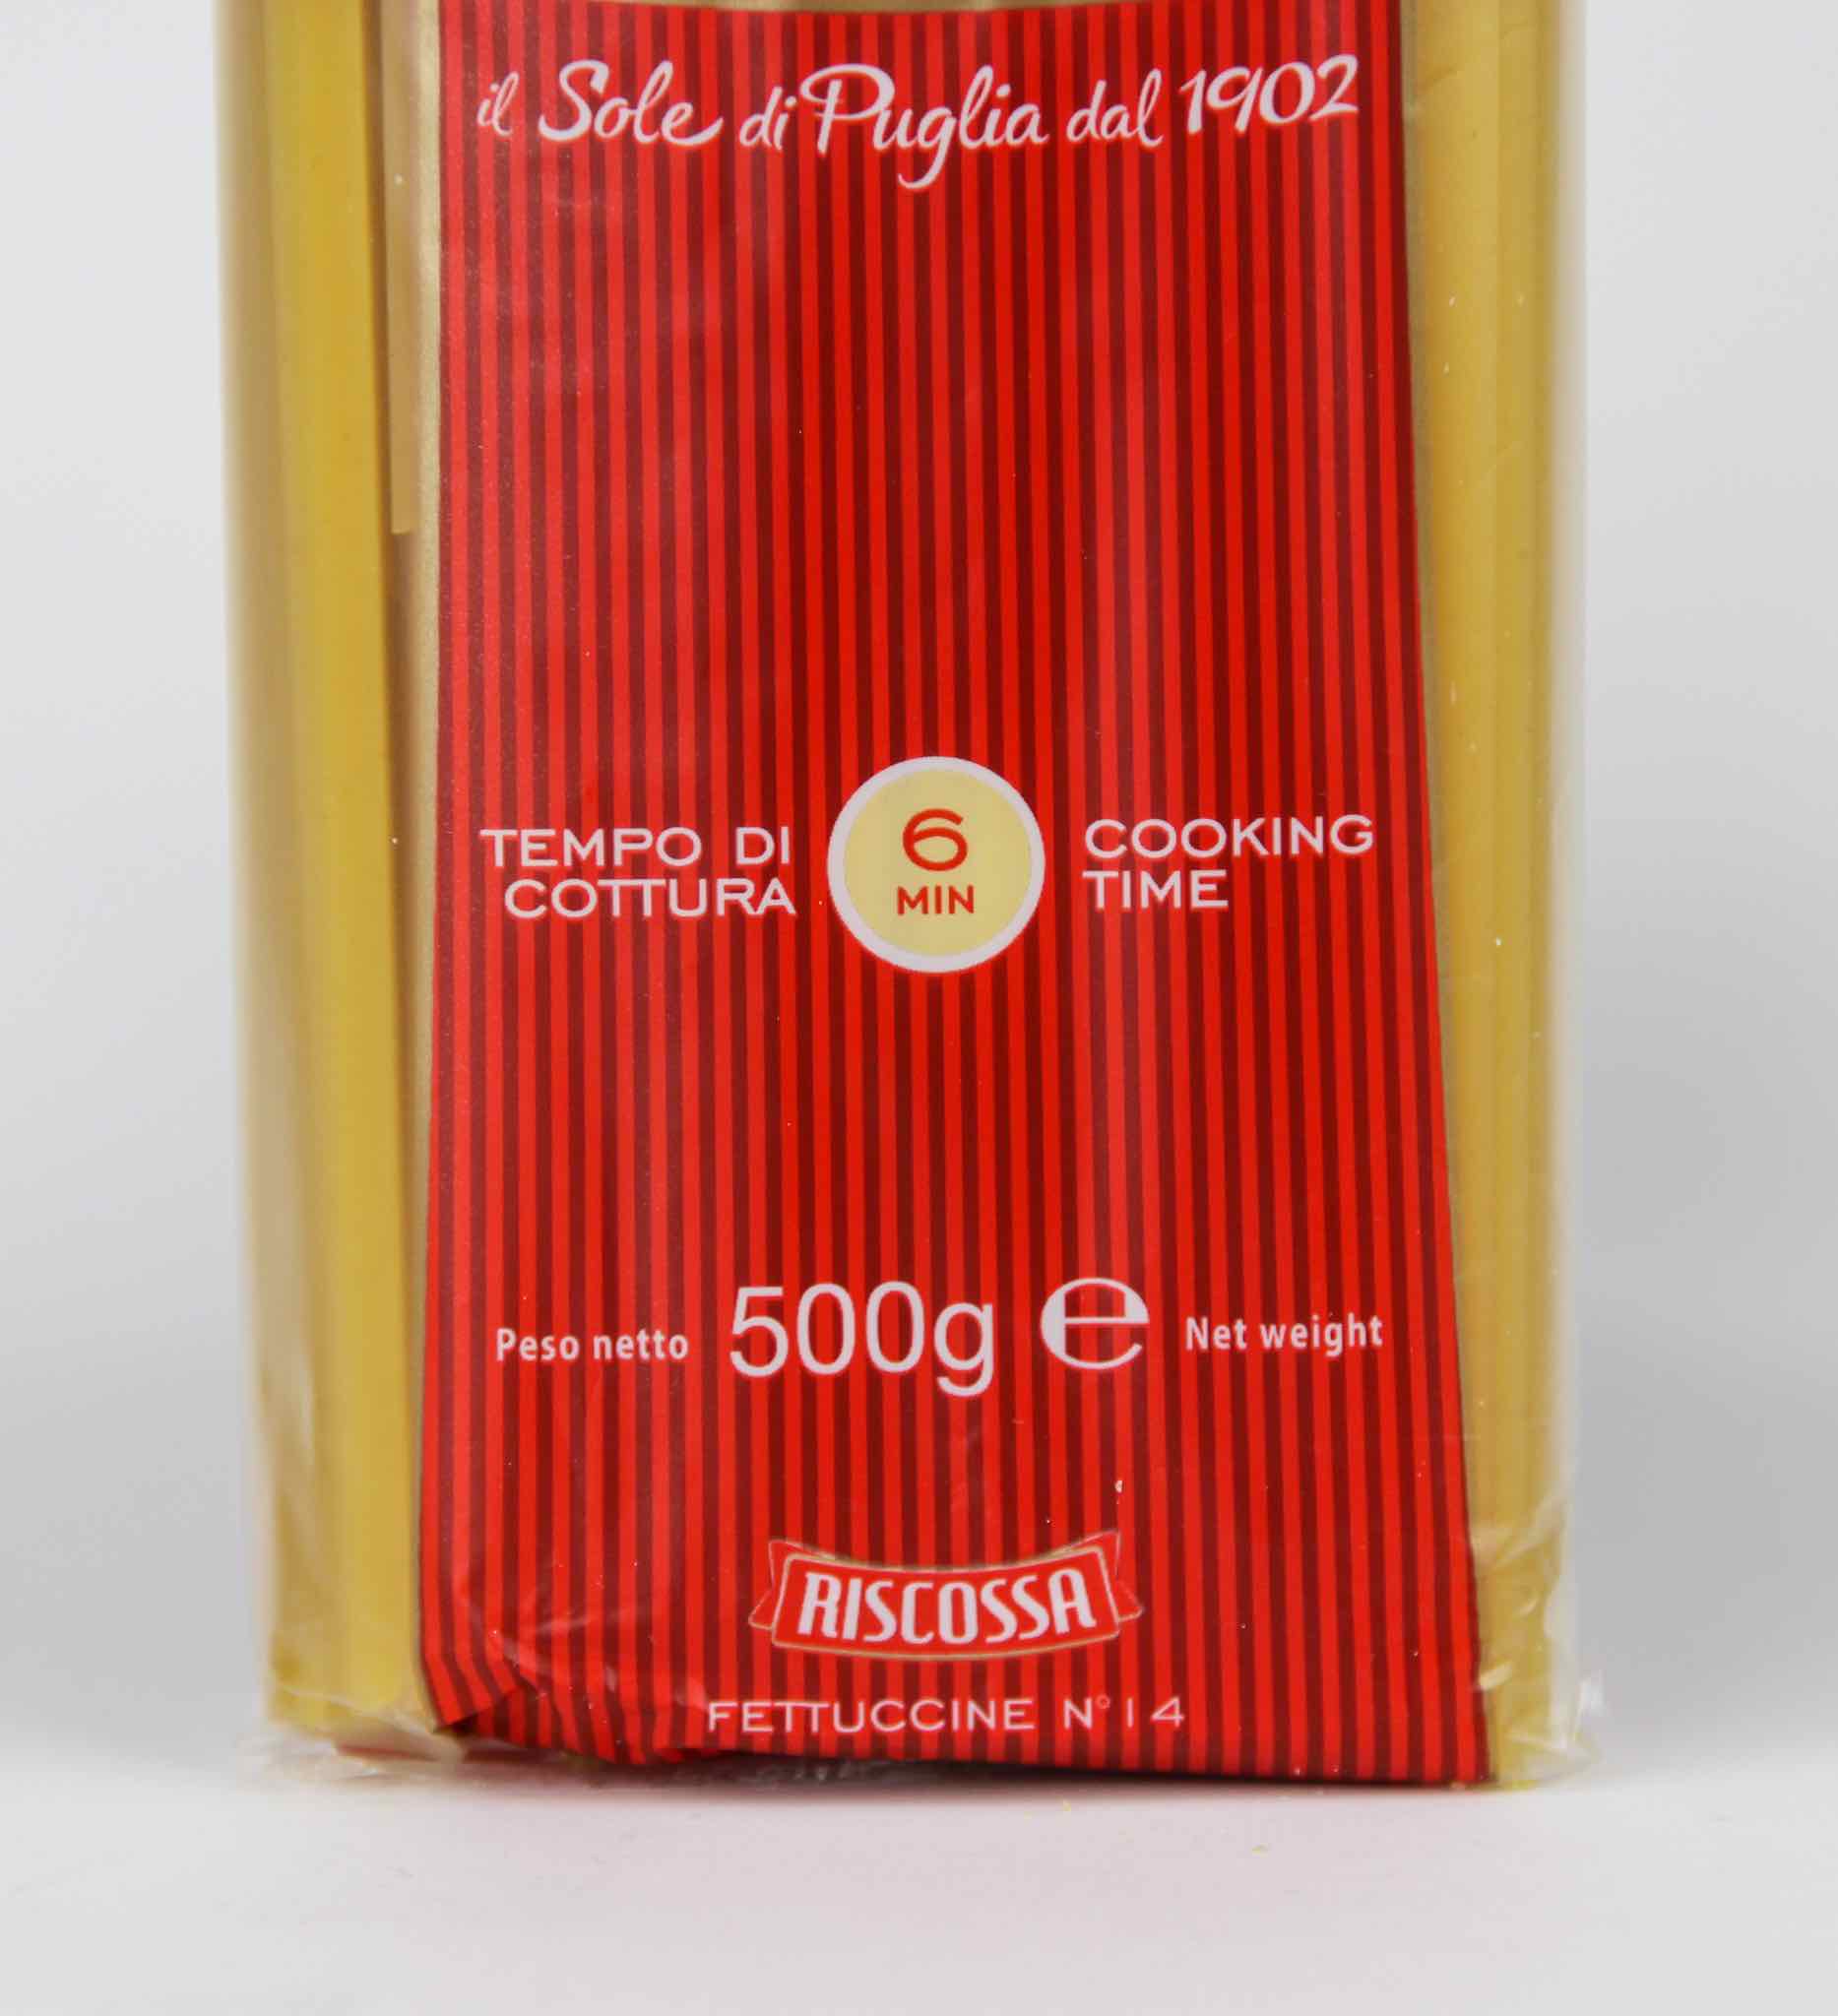 il Sole di Puglia dal 1902
TEMPO DI
COTTURA
6
MIN
COOKING
TIME
Peso netto 500g ℮ Net weight
RISCOSSA
FETTUCCINE N° 14